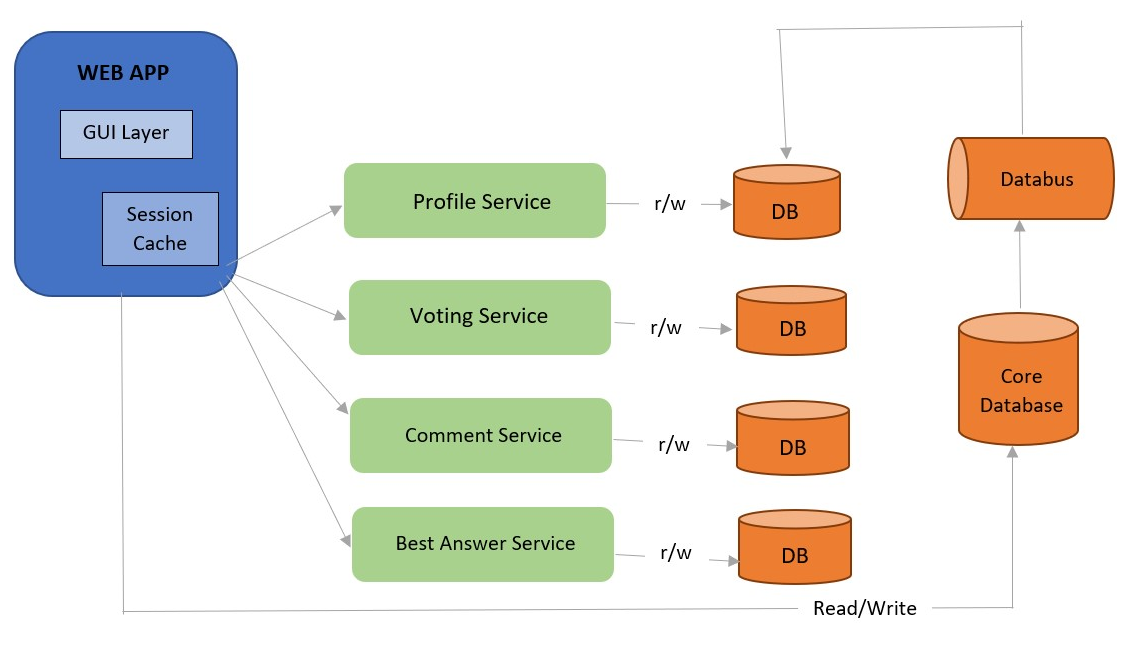 WEB APP
GUI Layer
Session
Cache
Profile Service
r/w
DB
Voting Service
r/w
DB
Comment Service
r/w
DB
Best Answer Service
r/w
DB
Databus
Core
Database
Read/Write